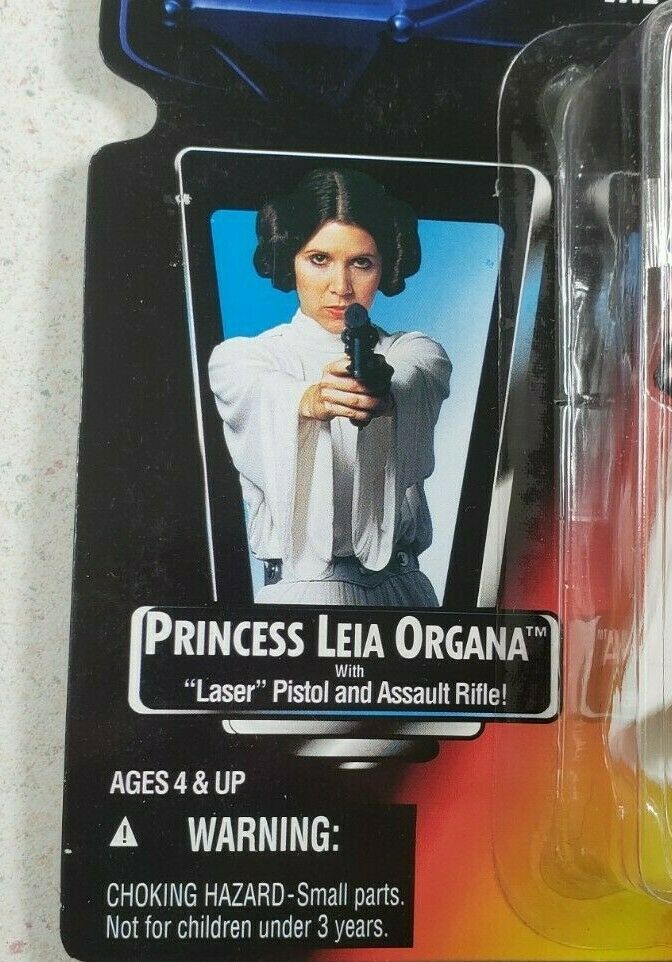 PRINCESS LEIA ORGANA™
With
“Laser” Pistol and Assault Rifle!
AGES 4 & UP
WARNING:
CHOKING HAZARD-Small parts.
Not for children under 3 years.